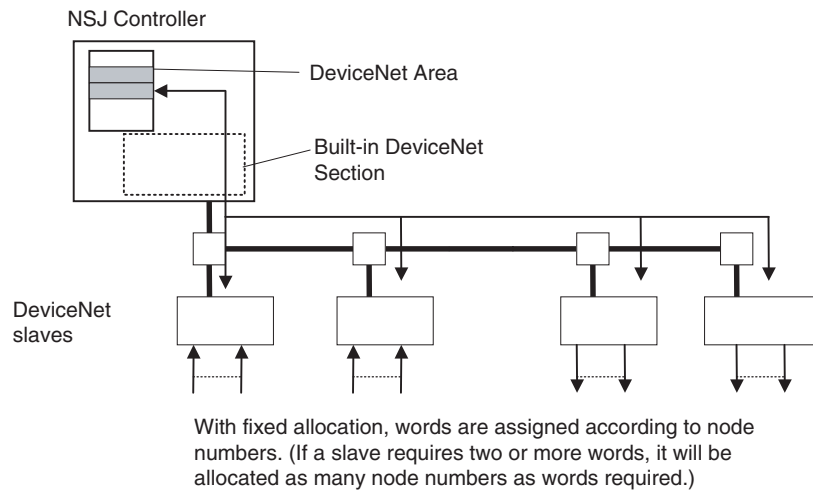 NSJ Controller
DeviceNet Area
Built-in DeviceNet
Section
DeviceNet
slaves
With fixed allocation, words are assigned according to node
numbers. (If a slave requires two or more words, it will be
allocated as many node numbers as words required.)